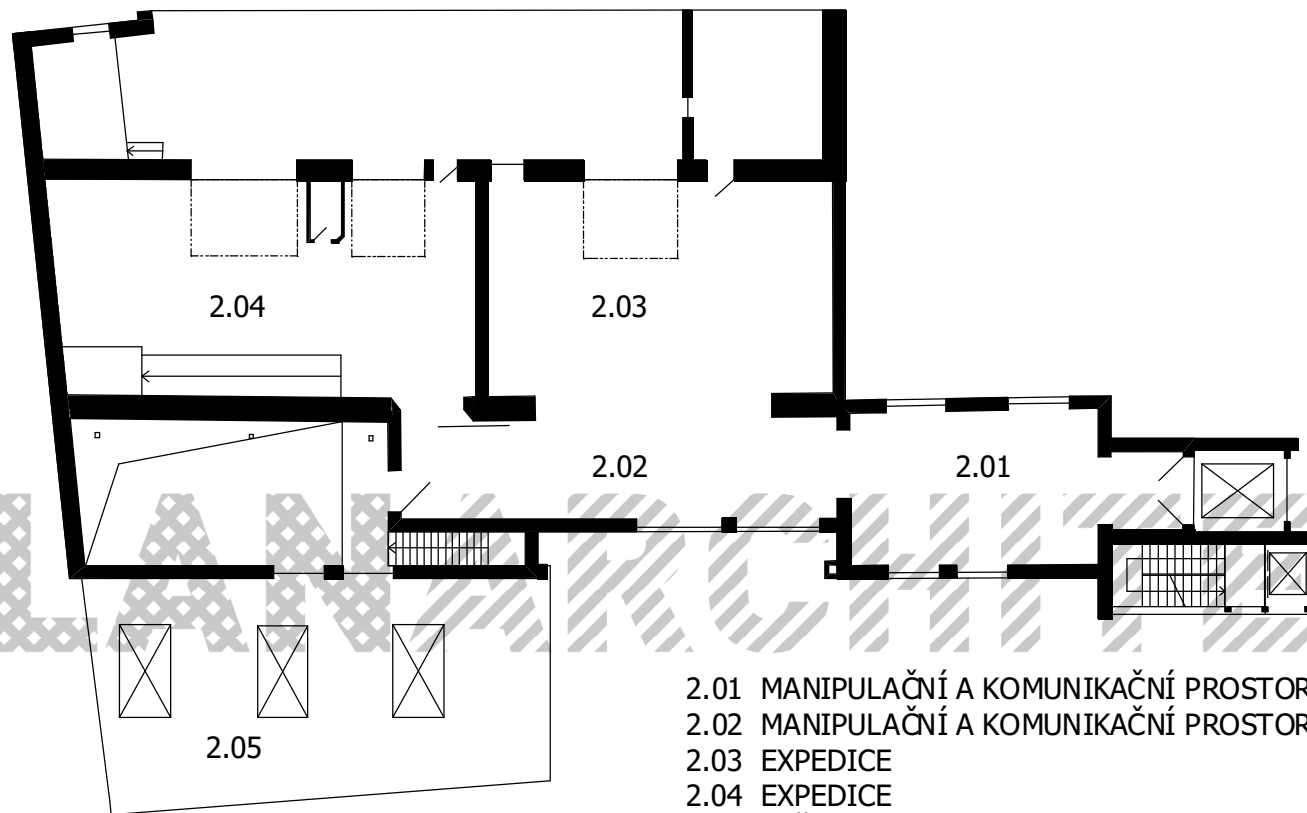 2.04
2.03
2.02
2.01
LANARCHITE
2.05
2.01 MANIPULAČNÍ A KOMUNIKAČNÍ PROSTOR
2.02 MANIPULAČNÍ A KOMUNIKAČNÍ PROSTOR
2.03 EXPEDICE
2.04 EXPEDICE